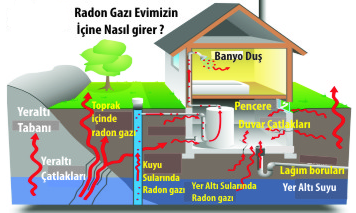 Radon Gazı Evimizin
İçine Nasıl girer ?
Banyo Duş
Yeraltı
Tabanı
Toprak
İçinde
radon gazı
Pencere
Duvar Çatlakları
Yeraltı
Çatlakları
Kuyu
Sularında
Radon gazı
Yer Altı Sularında
Radon gazı
Lağım boruları
Yer Altı Suyu